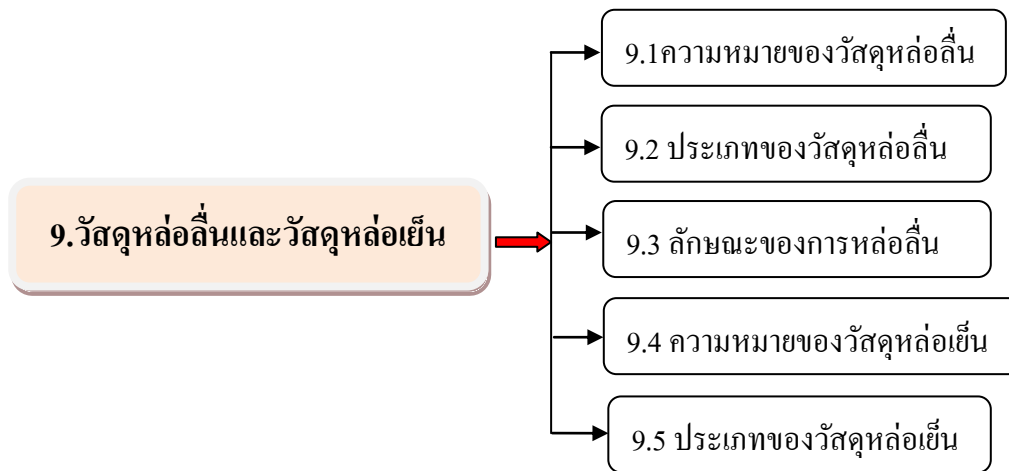 9.วัสดุหล่อลื่นและวัสดุหล่อเย็น
9.1ความหมายของวัสดุหล่อลื่น
9.2 ประเภทของวัสดุหล่อลื่น
9.3 ลักษณะของการหล่อลื่น
9.4 ความหมายของวัสดุหล่อเย็น
9.5 ประเภทของวัสดุหล่อเย็น